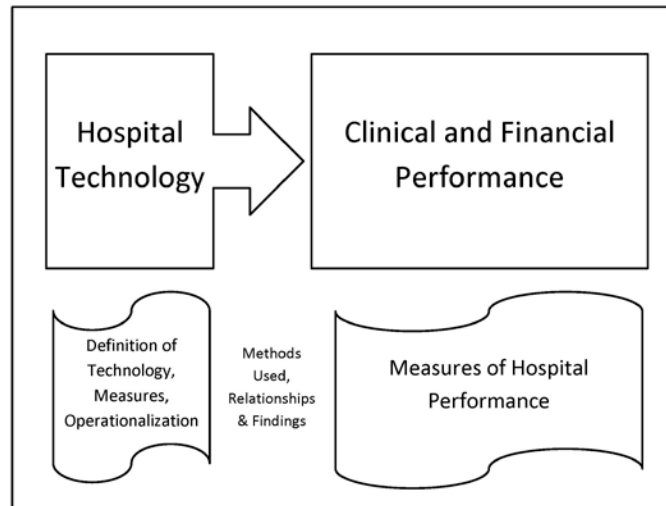 Hospital
Technology
Clinical and Financial
Performance
Definition of
Technology,
Measures,
Operationalization
Methods
Used,
Relationships
& Findings
Measures of Hospital
Performance